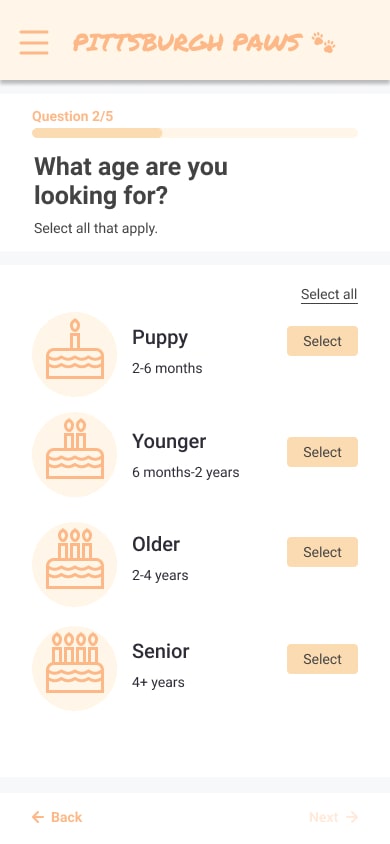 PITTSBURGH PAWS
Question 2/5
What age are you
looking for?
Select all that apply.
Select all
Puppy
2-6 months
Select
Younger
6 months-2 years
Select
Older
2-4 years
Select
Senior
4+ years
Select
Back
Next